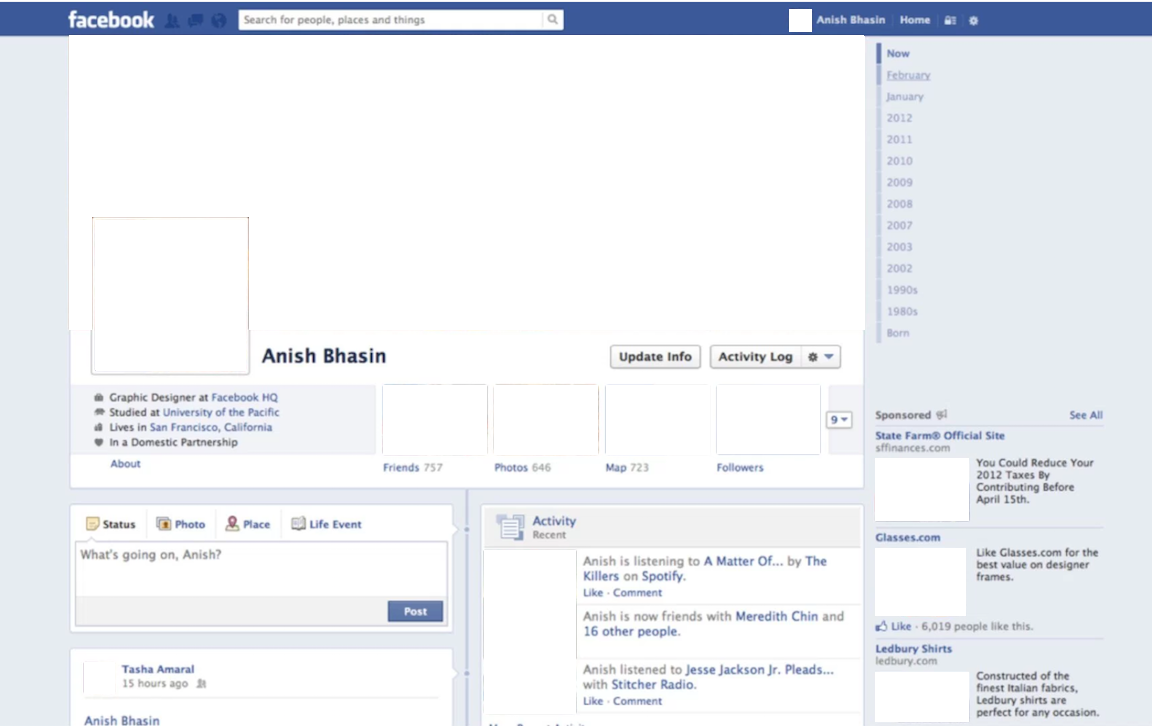 facebook
Search for people, places and things
Anish Bhasin
Home
Now
February
January
2012
2011
2010
2009
2008
2007
2003
2002
1990s
1980s
Born
Anish Bhasin
Update Info
Activity Log
Graphic Designer at Facebook HQ
Studied at University of the Pacific
Lives in San Francisco, California
In a Domestic Partnership
About
Friends 757
Photos 646
Map 723
Followers
9
Sponsored
See All
State Farm® Official Site
sffinances.com
You Could Reduce Your
2012 Taxes By
Contributing Before
April 15th.
Glasses.com
Like Glasses.com for the
best value on designer
frames.
Like · 6,019 people like this.
Ledbury Shirts
ledbury.com
Constructed of the
finest Italian fabrics,
Ledbury shirts are
perfect for any occasion.
Status
Photo
Place
Life Event
What's going on, Anish?
Post
Tasha Amaral
15 hours ago
Anish Bhasin
Activity
Recent
Anish is listening to A Matter Of... by The
Killers on Spotify.
Like · Comment
Anish is now friends with Meredith Chin and
16 other people.
Anish listened to Jesse Jackson Jr. Pleads...
with Stitcher Radio.
Like · Comment